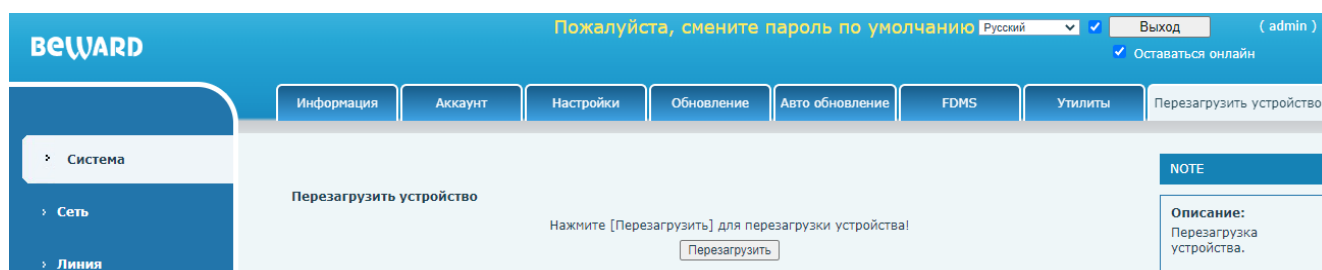 BEWARD
Пожалуйста, смените пароль по умолчанию Русский Выход ( admin )
Оставаться онлайн
Информация Аккаунт Настройки Обновление Авто обновление FDMS Утилиты Перезагрузить устройство
Система
NOTE
Перезагрузить устройство
Сеть
Нажмите [Перезагрузить] для перезагрузки устройства!
Описание:
Перезагрузка
Перезагрузить
устройства.
Линия